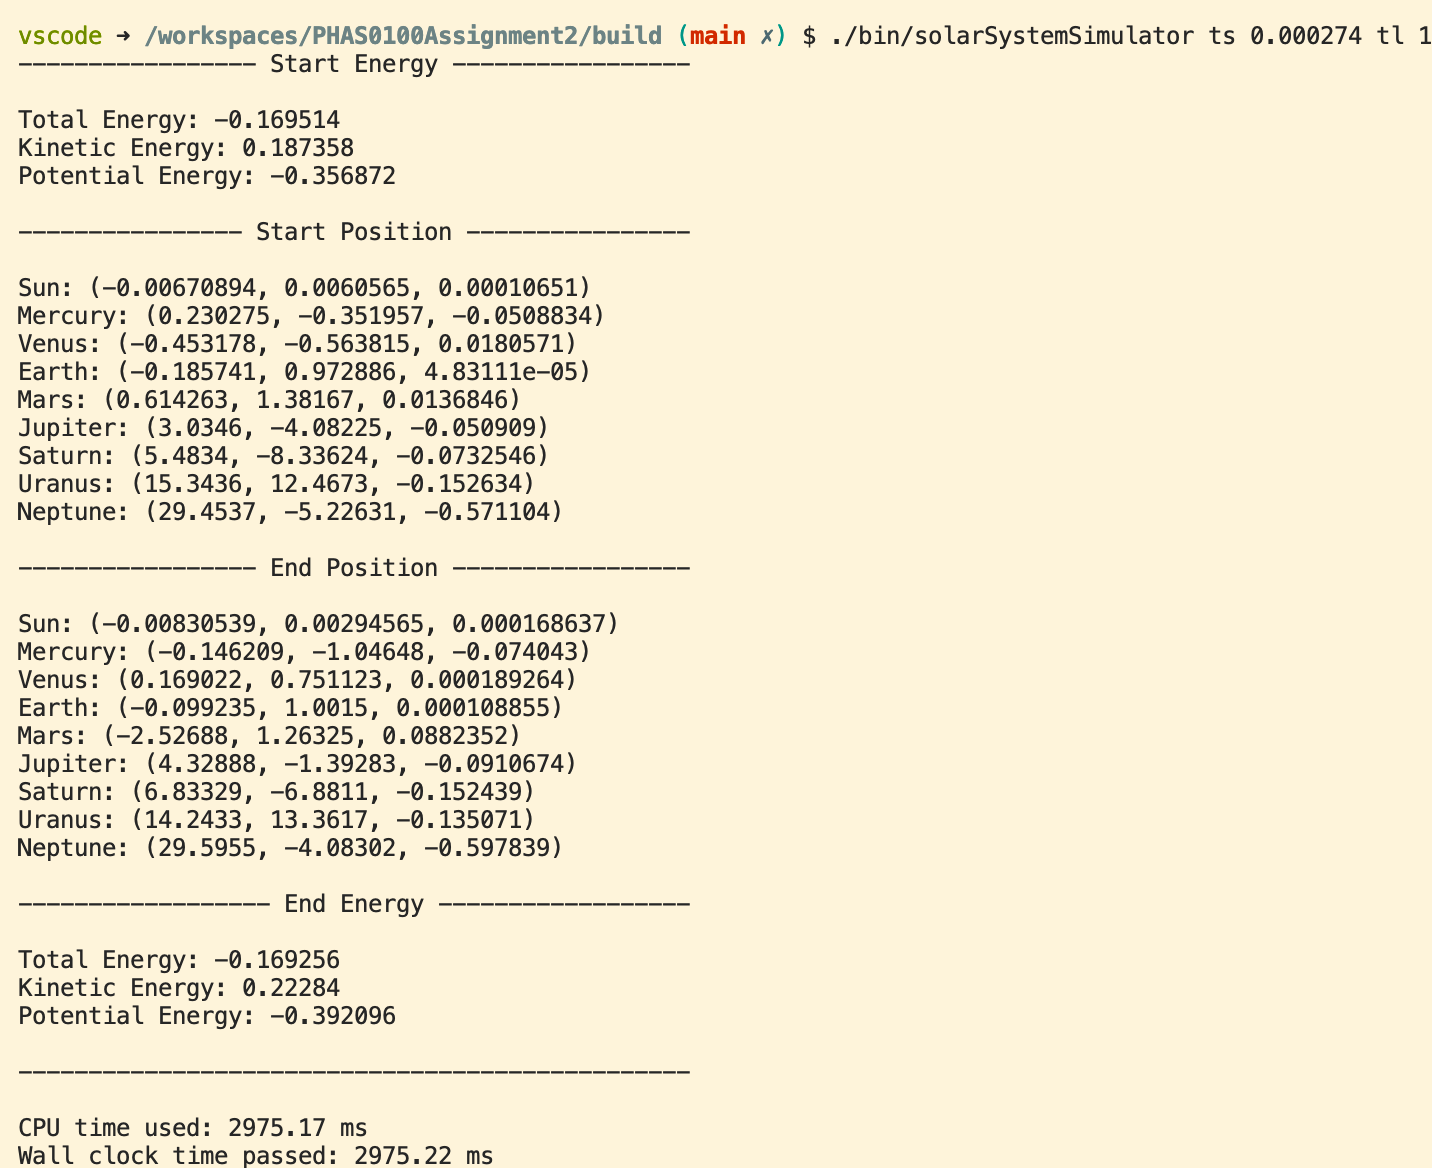 vscode ➜ /workspaces/PHAS0100Assignment2/build (main ✗) $ ./bin/solarSystemSimulator ts 0.000274 tl 1
----------------- Start Energy -----------------
Total Energy: -0.169514
Kinetic Energy: 0.187358
Potential Energy: -0.356872
---------------- Start Position ----------------
Sun: (-0.00670894, 0.0060565, 0.00010651)
Mercury: (0.230275, -0.351957, -0.0508834)
Venus: (-0.453178, -0.563815, 0.0180571)
Earth: (-0.185741, 0.972886, 4.83111e-05)
Mars: (0.614263, 1.38167, 0.0136846)
Jupiter: (3.0346, -4.08225, -0.050909)
Saturn: (5.4834, -8.33624, -0.0732546)
Uranus: (15.3436, 12.4673, -0.152634)
Neptune: (29.4537, -5.22631, -0.571104)
----------------- End Position -----------------
Sun: (-0.00830539, 0.00294565, 0.000168637)
Mercury: (-0.146209, -1.04648, -0.074043)
Venus: (0.169022, 0.751123, 0.000189264)
Earth: (-0.099235, 1.0015, 0.000108855)
Mars: (-2.52688, 1.26325, 0.0882352)
Jupiter: (4.32888, -1.39283, -0.0910674)
Saturn: (6.83329, -6.8811, -0.152439)
Uranus: (14.2433, 13.3617, -0.135071)
Neptune: (29.5955, -4.08302, -0.597839)
------------------ End Energy ------------------
Total Energy: -0.169256
Kinetic Energy: 0.22284
Potential Energy: -0.392096
------------------------------------------------
CPU time used: 2975.17 ms
Wall clock time passed: 2975.22 ms